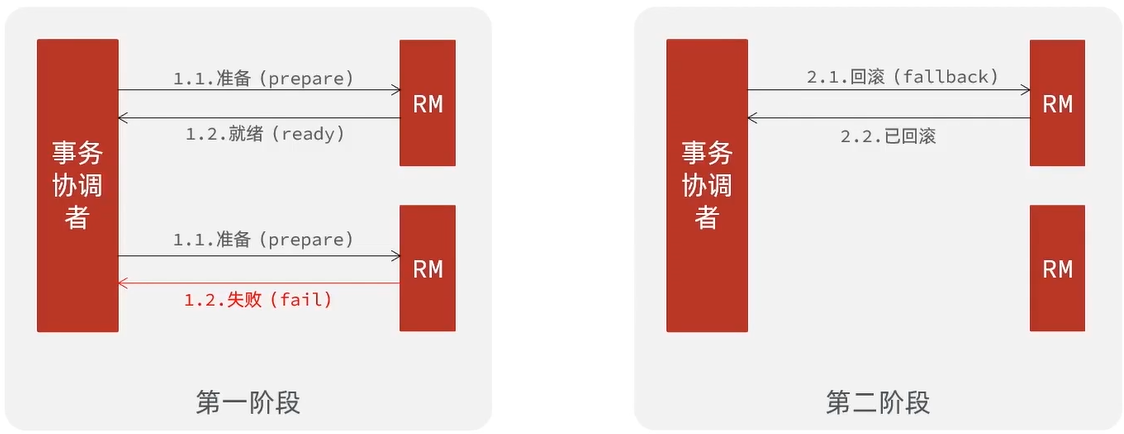 1.1.准备（prepare）
RM
1.2.就绪（ready）
事务
协调
者
1.1.准备（prepare）
RM
1.2.失败（fail）
第一阶段
2.1.回滚（fallback）
RM
2.2.已回滚
事务
协调
者
RM
第二阶段